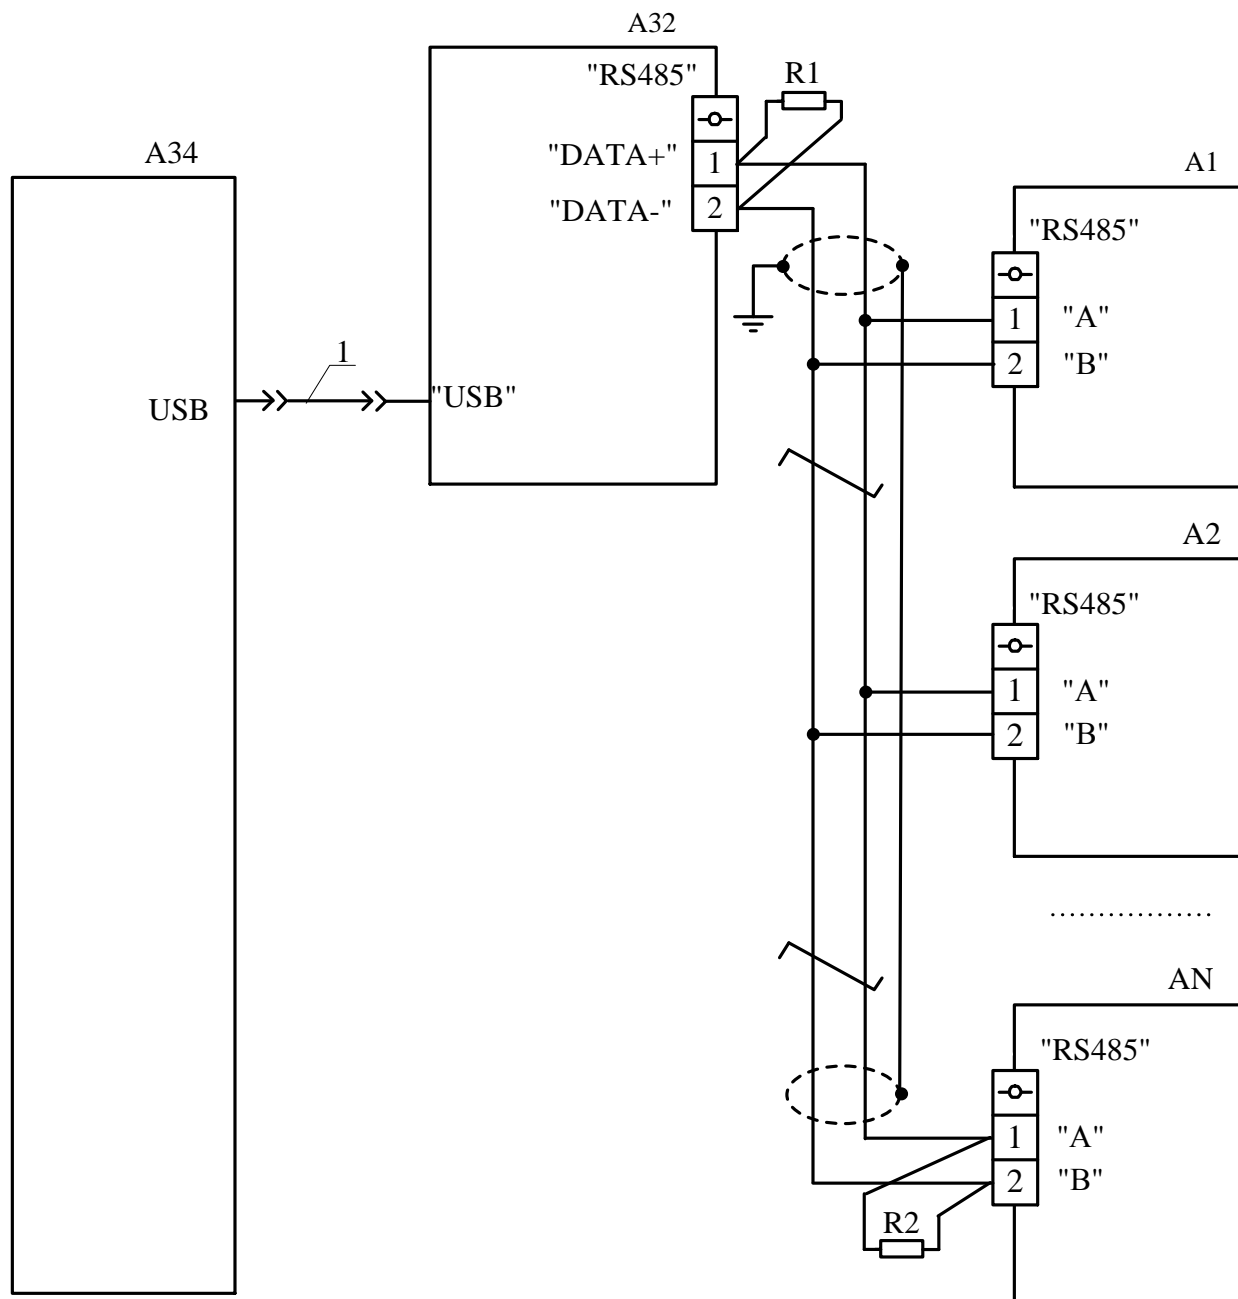 A32
"RS485"
R1
"DATA+"
1
"DATA-"
2
A34
A1
"RS485"
1
"A"
2
"B"
1
USB
"USB"
A2
"RS485"
1
"A"
2
"B"
.................
AN
"RS485"
1
"A"
2
"B"
R2